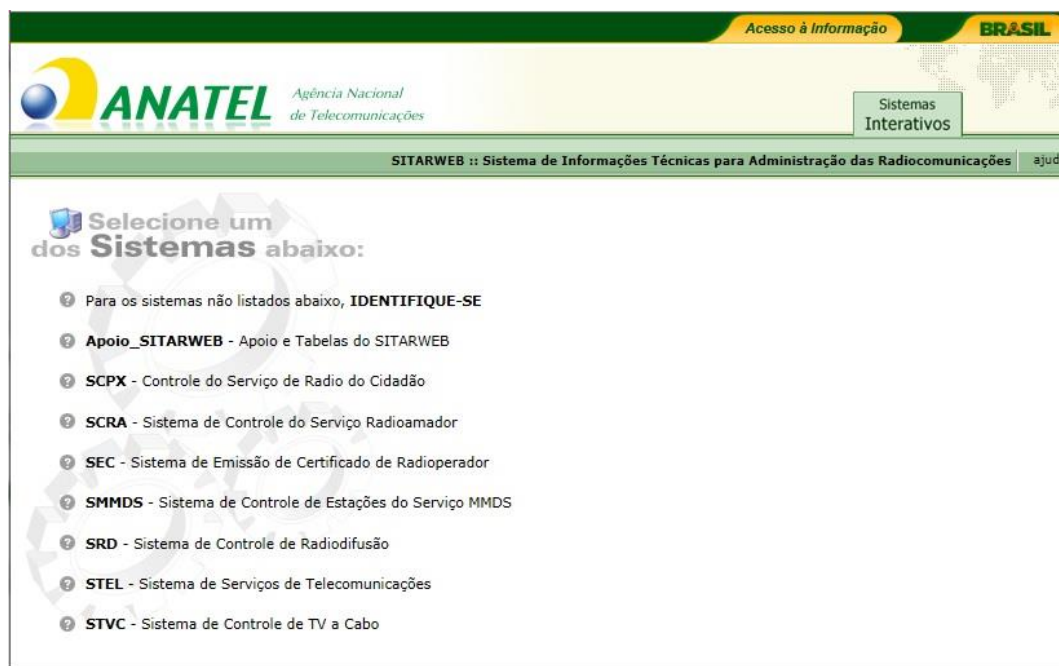 Acesso à Informação
BRASIL
ANATEL
Agência Nacional
de Telecomunicações
Sistemas
Interativos
SITARWEB :: Sistema de Informações Técnicas para Administração das Radiocomunicações
ajud
Selecione um
dos Sistemas abaixo:
Para os sistemas não listados abaixo, IDENTIFIQUE-SE
Apoio_SITARWEB - Apoio e Tabelas do SITARWEB
SCPX - Controle do Serviço de Radio do Cidadão
SCRA - Sistema de Controle do Serviço Radioamador
SEC - Sistema de Emissão de Certificado de Radioperador
SMMDS - Sistema de Controle de Estações do Serviço MMDS
SRD - Sistema de Controle de Radiodifusão
STEL - Sistema de Serviços de Telecomunicações
STVC - Sistema de Controle de TV a Cabo